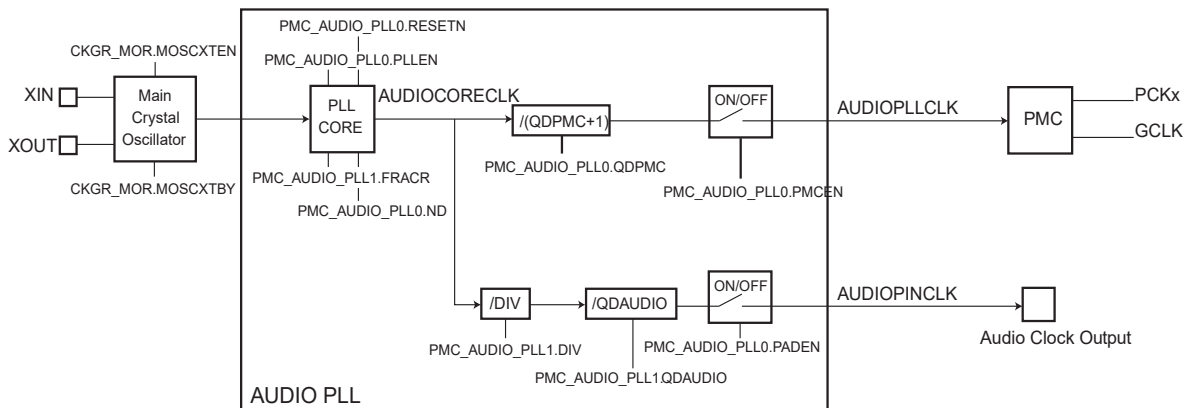 PMC_AUDIO_PLL0.RESETN
CKGR_MOR.MOSCXTEN
PMC_AUDIO_PLL0.PLLEN
XIN
XOUT
Main
Crystal
Oscillator
PLL
CORE
AUDIOCORECLK
/(QDPMC+1)
ON/OFF
AUDIOPLLCLK
PMC
PCKx
GCLK
CKGR_MOR.MOSCXTBY
PMC_AUDIO_PLL1.FRACR
PMC_AUDIO_PLL0.ND
PMC_AUDIO_PLL0.QDPMC
PMC_AUDIO_PLL0.PMCEN
/DIV
/QDAUDIO
ON/OFF
AUDIOPINCLK
Audio Clock Output
PMC_AUDIO_PLL1.DIV
PMC_AUDIO_PLL0.PADEN
PMC_AUDIO_PLL1.QDAUDIO
AUDIO PLL